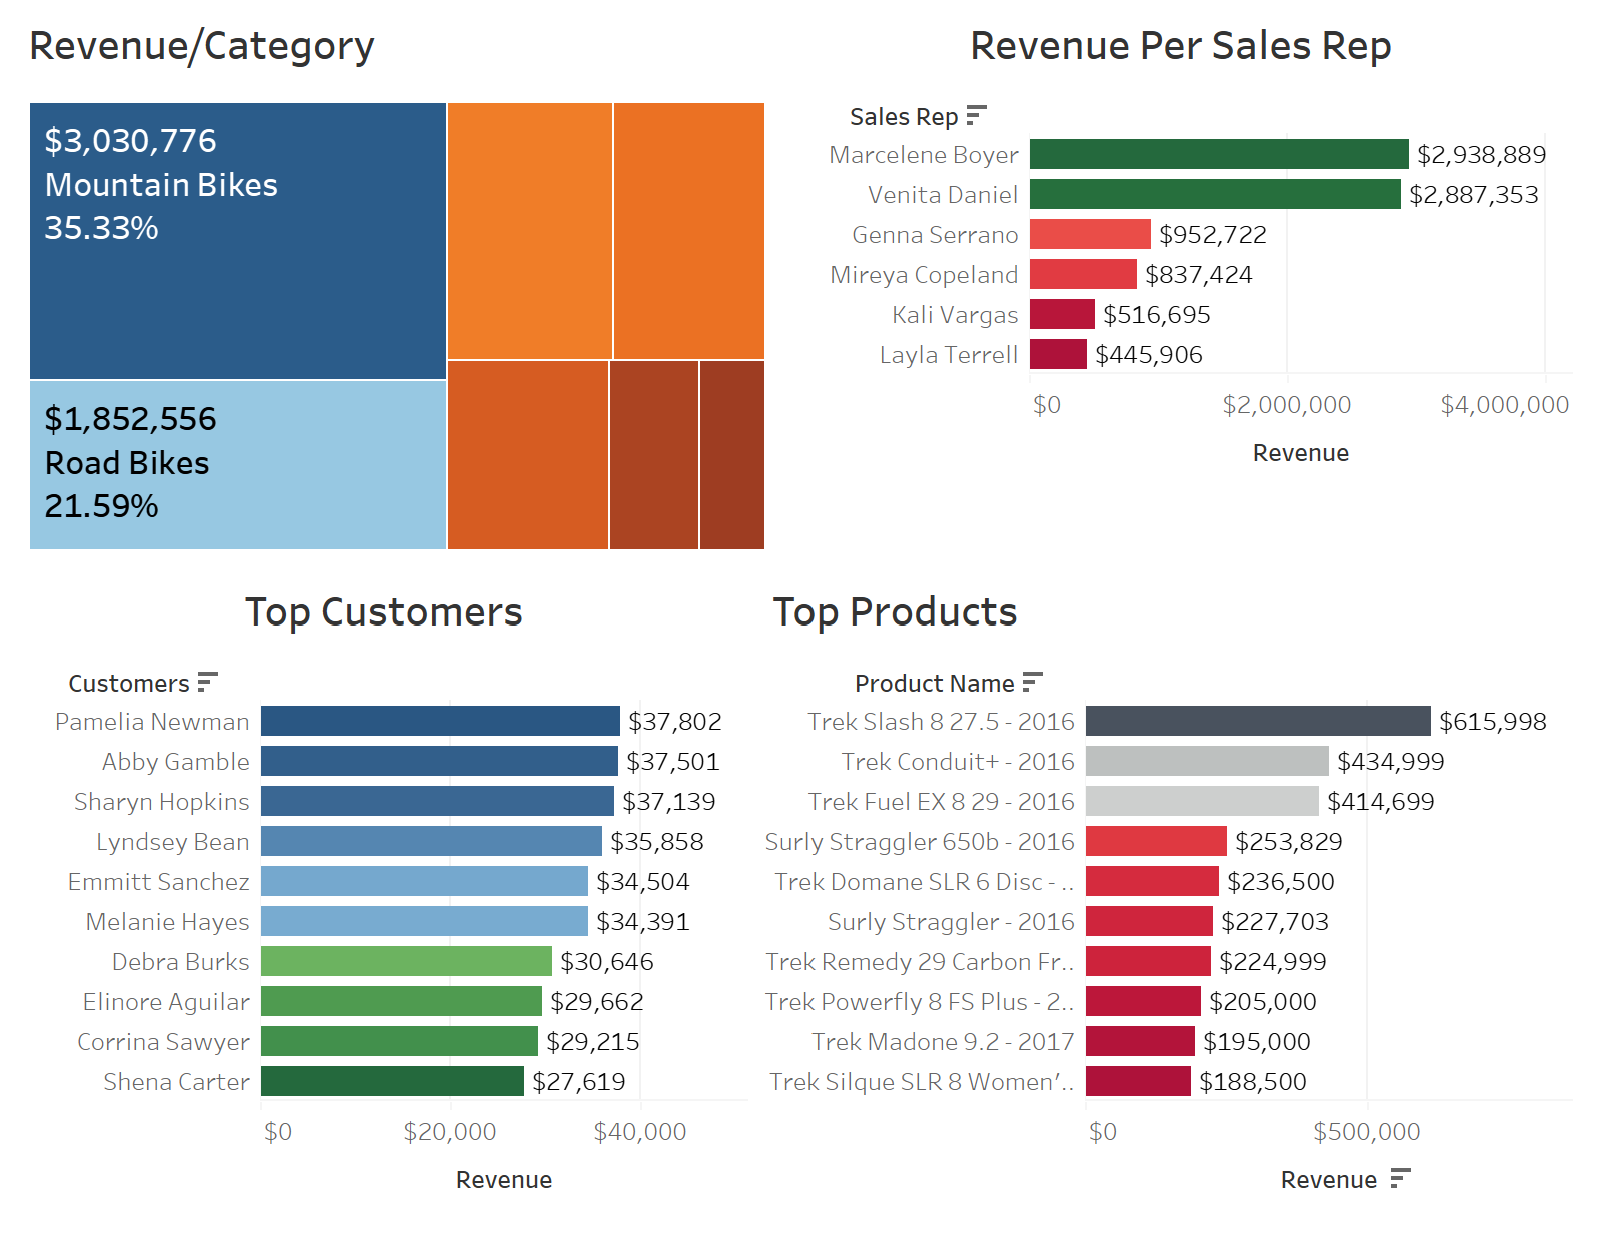 Revenue/Category
$3,030,776
Mountain Bikes
35.33%
$1,852,556
Road Bikes
21.59%
Revenue Per Sales Rep
Sales Rep
Marcelene Boyer $2,938,889
Venita Daniel $2,887,353
Genna Serrano $952,722
Mireya Copeland $837,424
Kali Vargas $516,695
Layla Terrell $445,906
$0 $2,000,000 $4,000,000
Revenue
Top Customers
Customers
Pamelia Newman $37,802
Abby Gamble $37,501
Sharyn Hopkins $37,139
Lyndsey Bean $35,858
Emmitt Sanchez $34,504
Melanie Hayes $34,391
Debra Burks $30,646
Elinore Aguilar $29,662
Corrina Sawyer $29,215
Shena Carter $27,619
$0 $20,000 $40,000
Revenue
Top Products
Product Name
Trek Slash 8 27.5 - 2016 $615,998
Trek Conduit+ - 2016 $434,999
Trek Fuel EX 8 29 - 2016 $414,699
Surly Straggler 650b - 2016 $253,829
Trek Domane SLR 6 Disc - .. $236,500
Surly Straggler - 2016 $227,703
Trek Remedy 29 Carbon Fr.. $224,999
Trek Powerfly 8 FS Plus - 2.. $205,000
Trek Madone 9.2 - 2017 $195,000
Trek Silque SLR 8 Women’.. $188,500
$0 $500,000
Revenue